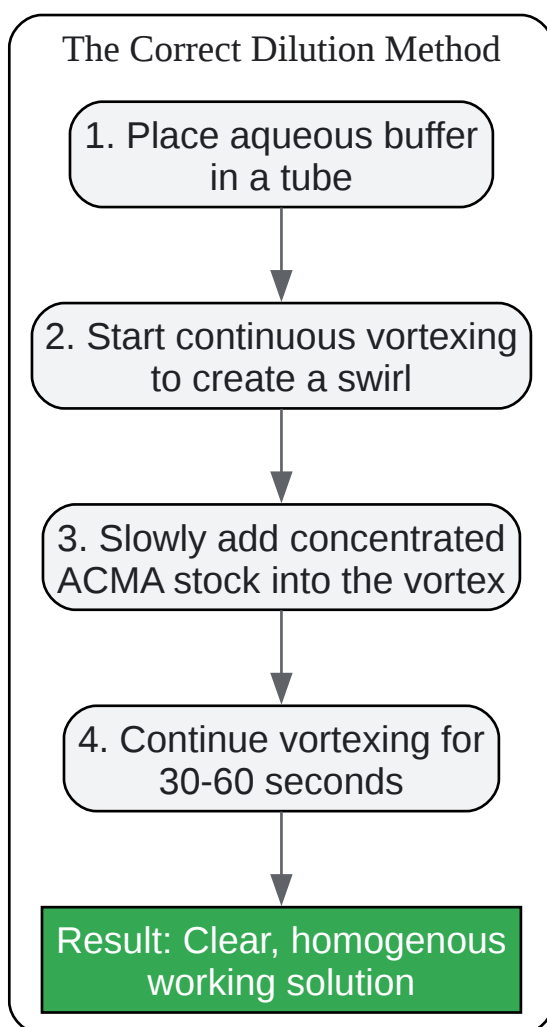 The Correct Dilution Method
1. Place aqueous buffer
in a tube
2. Start continuous vortexing
to create a swirl
3. Slowly add concentrated
ACMA stock into the vortex
4. Continue vortexing for
30-60 seconds
Result: Clear, homogenous
working solution